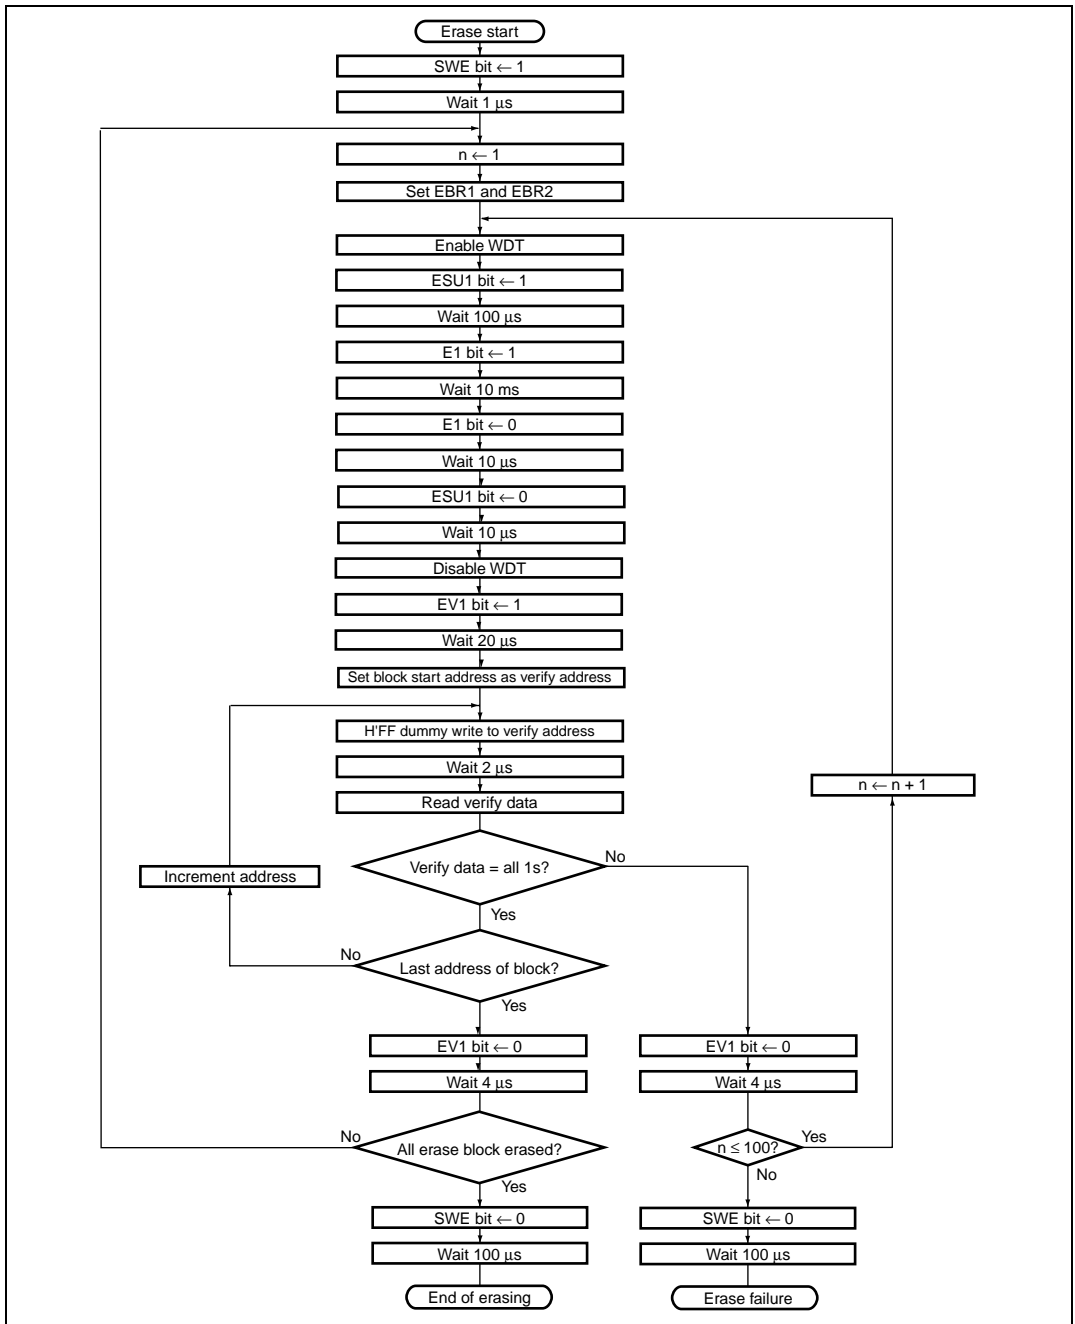 Erase start
SWE bit ← 1
Wait 1 μs
n ← 1
Set EBR1 and EBR2
Enable WDT
ESU1 bit ← 1
Wait 100 μs
E1 bit ← 1
Wait 10 ms
E1 bit ← 0
Wait 10 μs
ESU1 bit ← 0
Wait 10 μs
Disable WDT
EV1 bit ← 1
Wait 20 μs
Set block start address as verify address
H'FF dummy write to verify address
Wait 2 μs
n ← n + 1
Read verify data
Verify data = all 1s?
No
Increment address
Yes
No
Last address of block?
Yes
EV1 bit ← 0
EV1 bit ← 0
Wait 4 μs
Wait 4 μs
No
All erase block erased?
n ≤ 100?
Yes
Yes
No
SWE bit ← 0
SWE bit ← 0
Wait 100 μs
Wait 100 μs
End of erasing
Erase failure